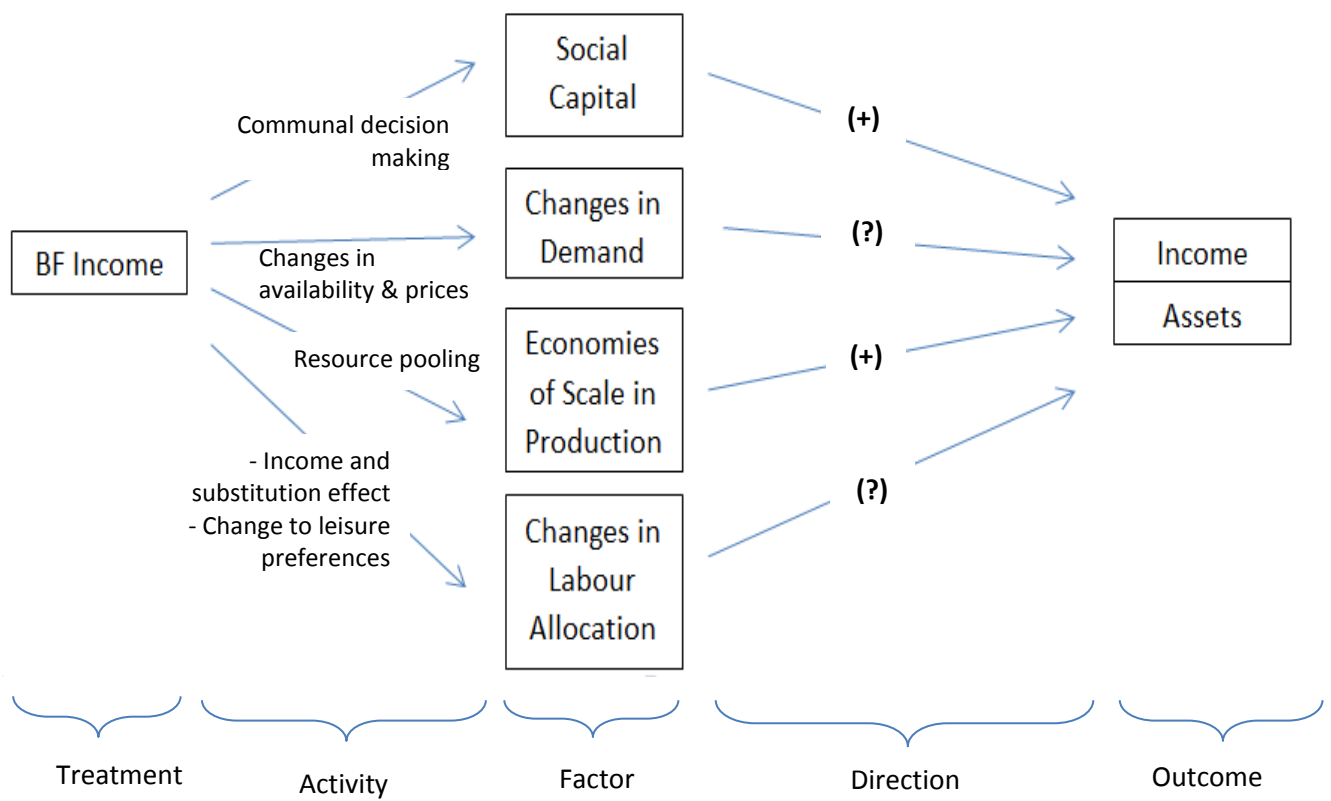 Social
Capital
(+)
Communal decision
making
Changes in
Demand
(?)
BF Income
Changes in
availability & prices
Income
Assets
Resource pooling
Economies
of Scale in
Production
(+)
- Income and
substitution effect
- Change to leisure
preferences
Changes in
Labour
Allocation
(?)
Treatment
Activity
Factor
Direction
Outcome